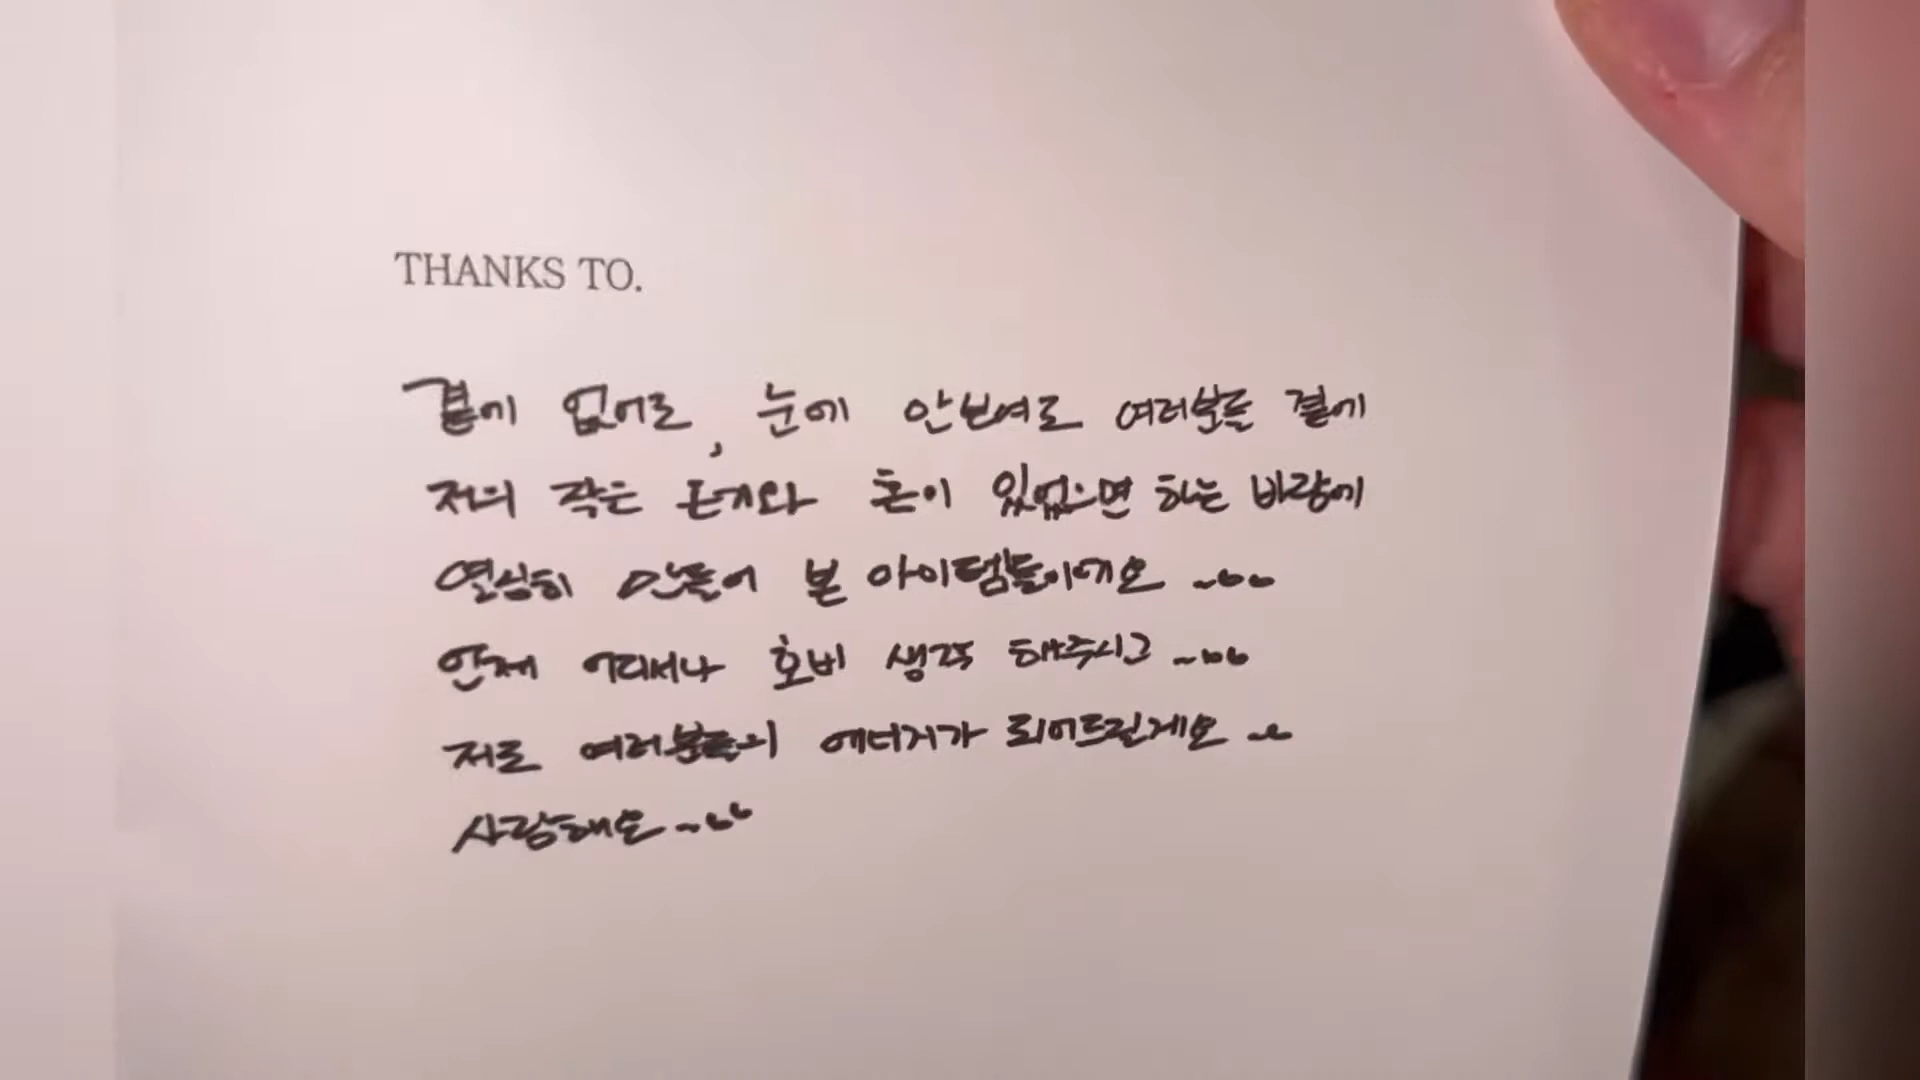 THANKS TO.
곁에 없어도, 눈에 안보여도 여러분들 곁에
저의 작은 온기와 혼이 있었으면 하는 바람에
열심히 만들어 본 아이템들이에요 ~ㅎㅎ
언제 어디서나 호비 생각 해주시고 ~ㅎㅎ
저도 여러분들의 에너지가 되어드릴게요 ~
사랑해요~ㅎㅎ